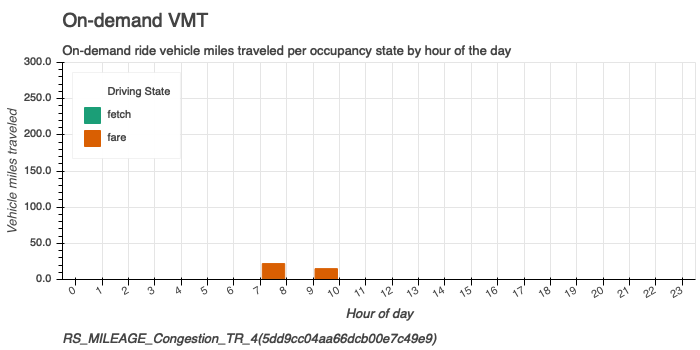 On-demand VMT
On-demand ride vehicle miles traveled per occupancy state by hour of the day
Vehicle miles traveled
300.0
250.0
200.0
150.0
100.0
50.0
0.0
Driving State
fetch
fare
0 1 2 3 4 5 6 7 8 9 10 11 12 13 14 15 16 17 18 19 20 21 22 23
Hour of day
RS_MILEAGE_Congestion_TR_4(5dd9cc04aa66dcb00e7c49e9)